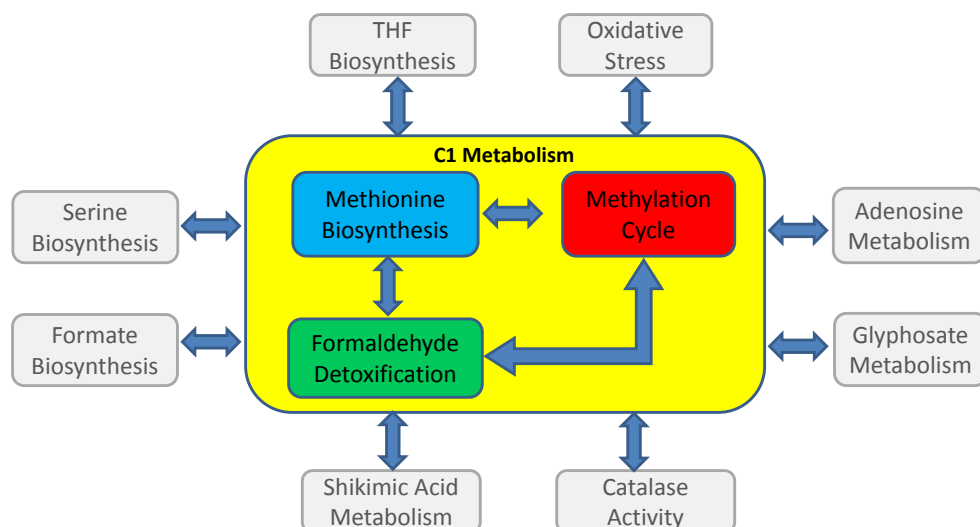 THF
Biosynthesis
Oxidative
Stress
C1 Metabolism
Methionine
Biosynthesis
Methylation
Cycle
Serine
Biosynthesis
Adenosine
Metabolism
Formate
Biosynthesis
Formaldehyde
Detoxification
Glyphosate
Metabolism
Shikimic Acid
Metabolism
Catalase
Activity